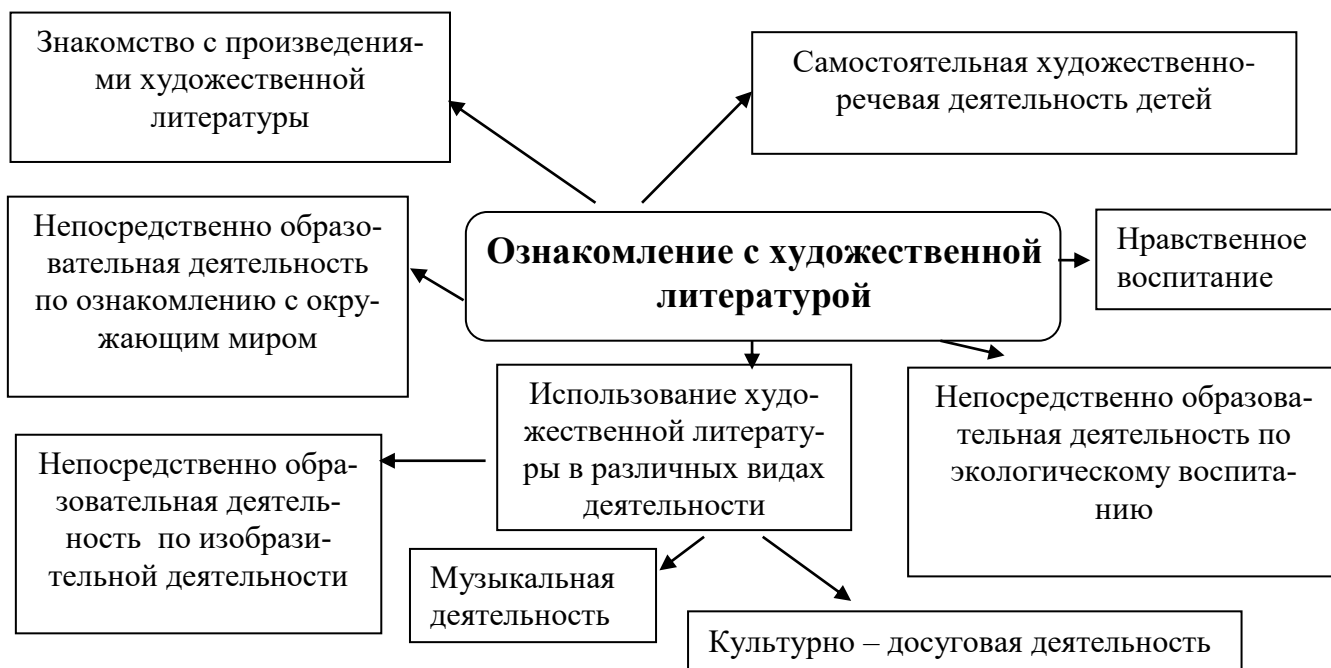 Знакомство с произведения-
ми художественной
литературы
Самостоятельная художественно-
речевая деятельность детей
Непосредственно образо-
вательная деятельность
по ознакомлению с окру-
жающим миром
Ознакомление с художественной
литературой
Нравственное
воспитание
Использование худо-
жественной литерату-
ры в различных видах
деятельности
Непосредственно образова-
тельная деятельность по
экологическому воспита-
нию
Непосредственно обра-
зовательная деятель-
ность  по изобрази-
тельной деятельности
Музыкальная
деятельность
Культурно – досуговая деятельность